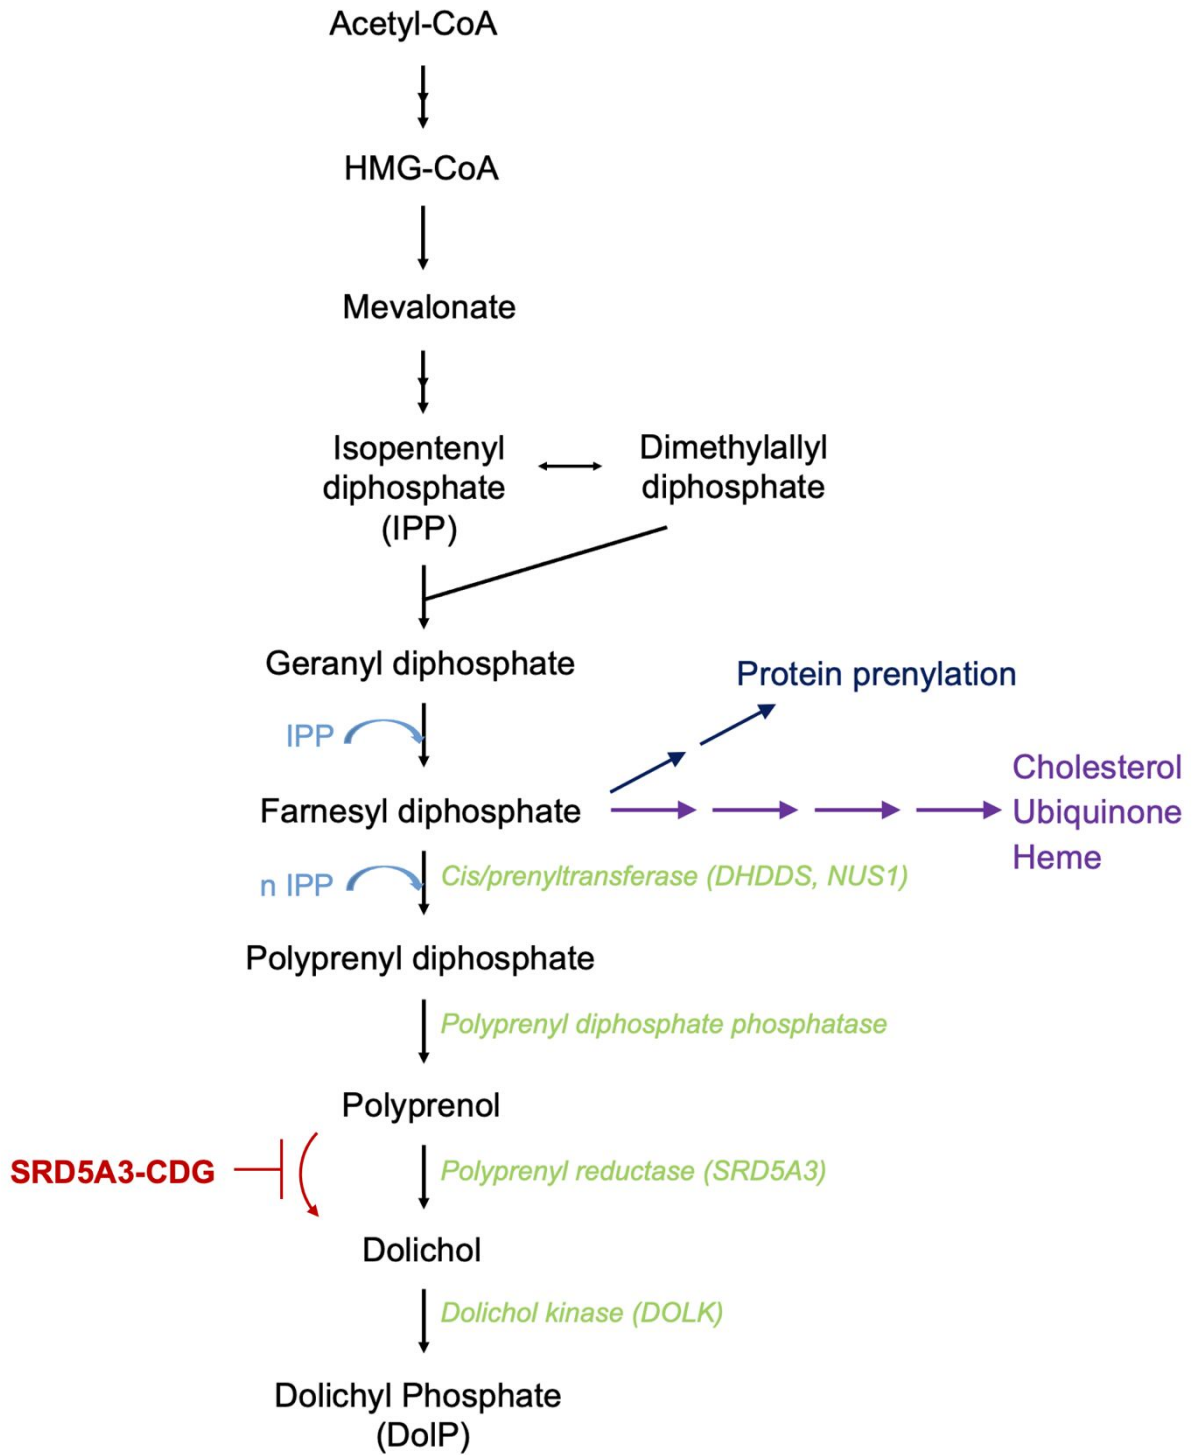 Acetyl-CoA
HMG-CoA
Mevalonate
Isopentenyl
diphosphate
(IPP)
Dimethylallyl
diphosphate
Geranyl diphosphate
Protein prenylation
IPP
Cholesterol
Farnesyl diphosphate
Ubiquinone
Heme
n IPP
Cis/prenyltransferase (DHDDS, NUS1)
Polyprenyl diphosphate
Polyprenyl diphosphate phosphatase
Polyprenol
SRD5A3-CDG
Polyprenyl reductase (SRD5A3)
Dolichol
Dolichol kinase (DOLK)
Dolichyl Phosphate
(DolP)